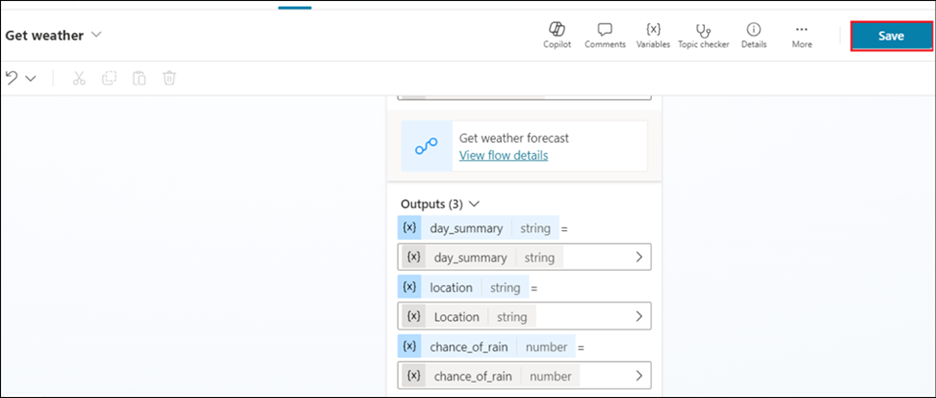 Get weather
Copilot
Comments
{x}
Variables
Topic checker
Details
More
Save
Get weather forecast
View flow details
Outputs (3)
{x} day_summary string =
{x} day_summary string
{x} location string =
{x} Location string
{x} chance_of_rain number =
{x} chance_of_rain number